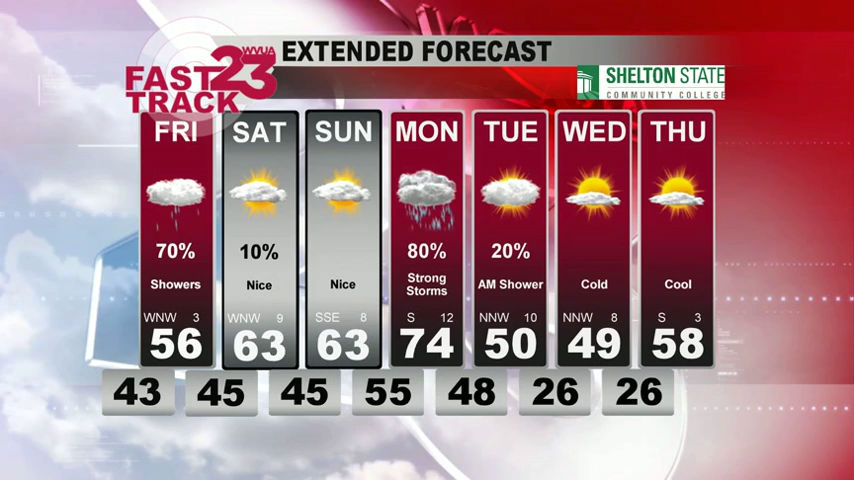 WVUA
23
FAST
TRACK
EXTENDED FORECAST
SHELTON STATE
COMMUNITY COLLEGE
FRI SAT SUN MON TUE WED THU
70% 10% 80% 20%
Showers Nice Nice Strong Storms AM Shower Cold Cool
WNW 3 WNW 9 SSE 8 S 12 NNW 10 NNW 8 S 3
56 63 63 74 50 49 58
43 45 45 55 48 26 26